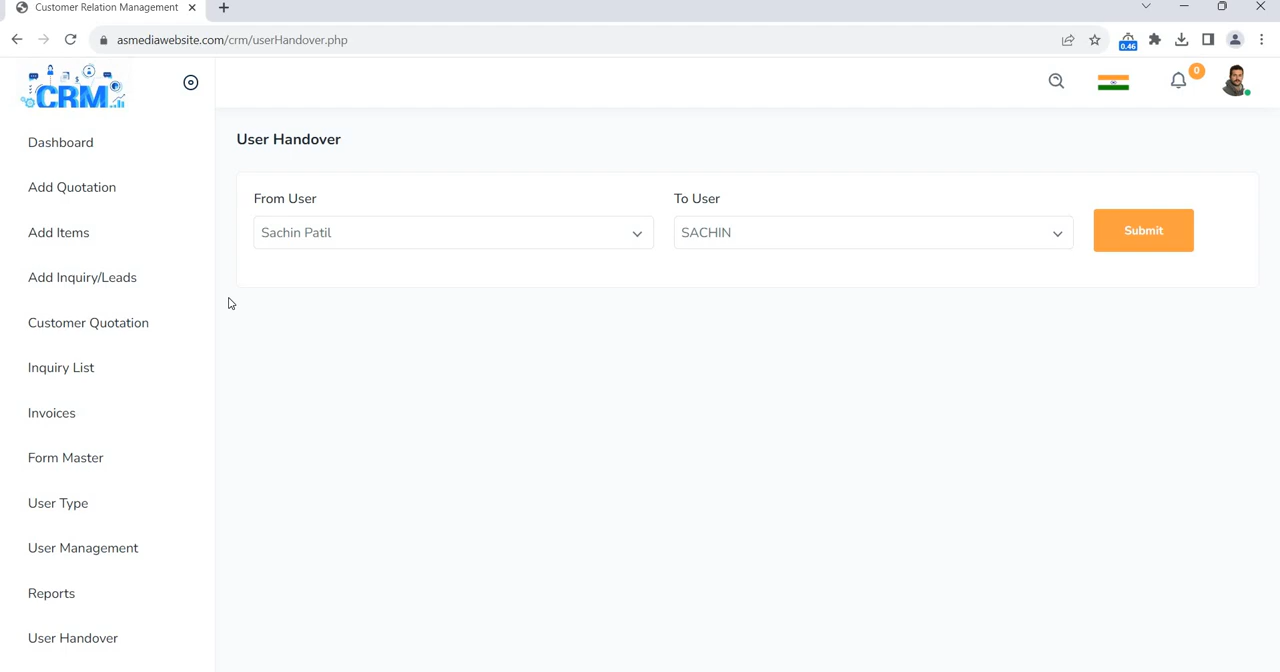 Customer Relation Management
asmediawebsite.com/crm/userHandover.php
0.46
CRM
0
Dashboard
Add Quotation
Add Items
Add Inquiry/Leads
Customer Quotation
Inquiry List
Invoices
Form Master
User Type
User Management
Reports
User Handover
User Handover
From User
To User
Sachin Patil
SACHIN
Submit